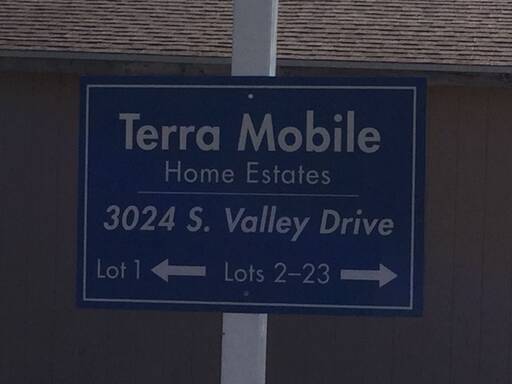 Terra Mobile
Home Estates
3024 S. Valley Drive
Lot 1 ← Lots 2–23 →